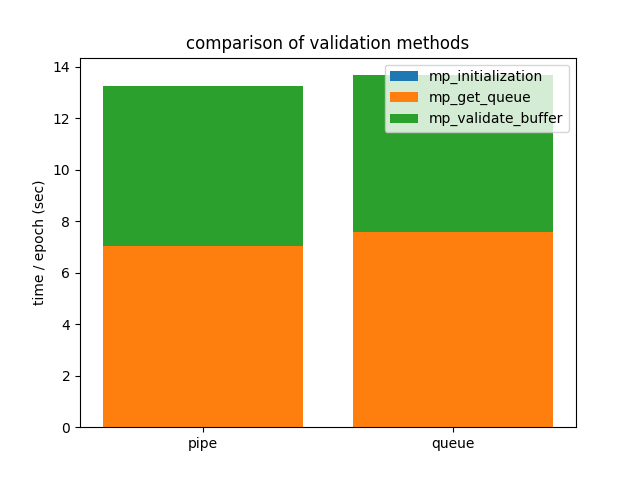 comparison of validation methods
mp_initialization
mp_get_queue
mp_validate_buffer
time / epoch (sec)
14
12
10
8
6
4
2
0
pipe
queue